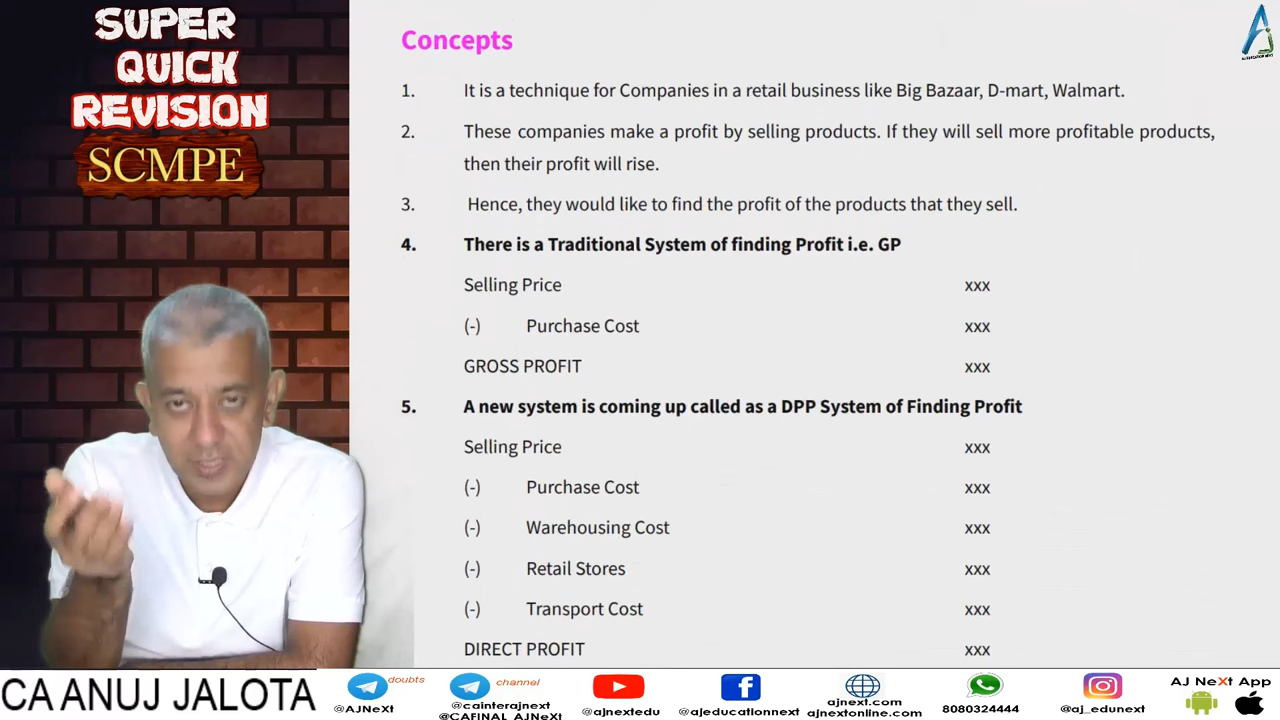 SUPER
QUICK
REVISION
SCMPE
Concepts
1. It is a technique for Companies in a retail business like Big Bazaar, D-mart, Walmart.
2. These companies make a profit by selling products. If they will sell more profitable products,
then their profit will rise.
3. Hence, they would like to find the profit of the products that they sell.
4. There is a Traditional System of finding Profit i.e. GP
Selling Price xxx
(-) Purchase Cost xxx
GROSS PROFIT xxx
5. A new system is coming up called as a DPP System of Finding Profit
Selling Price xxx
(-) Purchase Cost xxx
(-) Warehousing Cost xxx
(-) Retail Stores xxx
(-) Transport Cost xxx
DIRECT PROFIT xxx
CA ANUJ JALOTA
doubts
@AJNeXt
channel
@cainterajnext
@CAFINAL_AJNeXt
@ajnextedu
@ajeducationnext
ajnext.com
ajnextonline.com
8080324444
@aj_edunext
AJ NeXt App